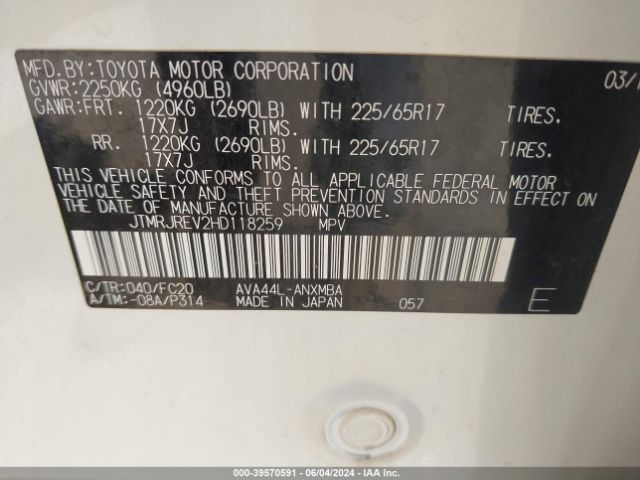 MFD.BY:TOYOTA MOTOR CORPORATION 03/1
GVWR:2250KG (4960LB)
GAWR:FRT. 1220KG (2690LB) WITH 225/65R17 TIRES.
17X7J RIMS.
RR. 1220KG (2690LB) WITH 225/65R17 TIRES.
17X7J RIMS.
THIS VEHICLE CONFORMS TO ALL APPLICABLE FEDERAL MOTOR
VEHICLE SAFETY AND THEFT PREVENTION STANDARDS IN EFFECT ON
THE DATE OF MANUFACTURE SHOWN ABOVE.
JTMRJREV2HD118259 MPV
C/TR:040/FC20 AVA44L-ANXMBA
A/TM:-08A/P314 MADE IN JAPAN 057 E
000-39570591 - 06/04/2024 - IAA Inc.